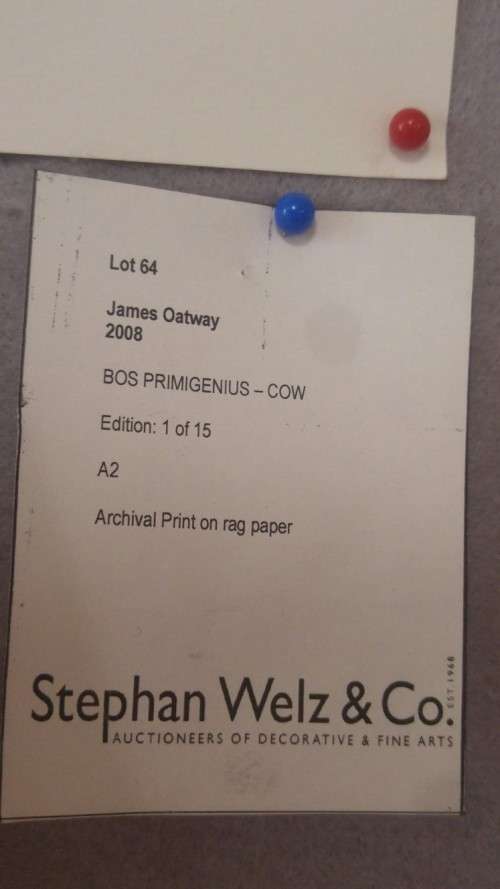 Lot 64
James Oatway
2008
BOS PRIMIGENIUS – COW
Edition: 1 of 15
A2
Archival Print on rag paper
Stephan Welz & Co.
EST 1968
AUCTIONEERS OF DECORATIVE & FINE ARTS